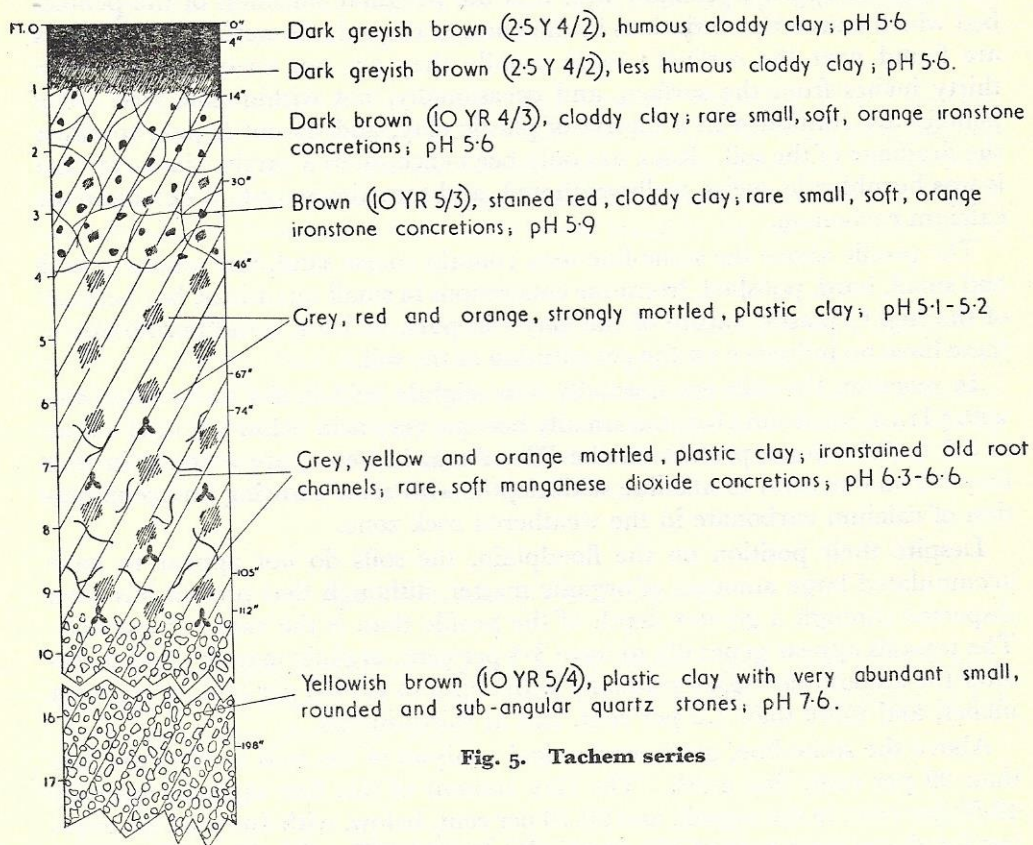 FT. O
0"
Dark greyish brown (2·5 Y 4/2), humous cloddy clay; pH 5·6
4"
Dark greyish brown (2·5 Y 4/2), less humous cloddy clay; pH 5·6.
1
14"
Dark brown (10 YR 4/3), cloddy clay; rare small, soft, orange ironstone
concretions; pH 5·6
2
30"
Brown (10 YR 5/3), stained red, cloddy clay; rare small, soft, orange
ironstone concretions; pH 5·9
3
46"
4
Grey, red and orange, strongly mottled, plastic clay; pH 5·1-5·2
5
67"
6
74"
Grey, yellow and orange mottled, plastic clay; ironstained old root
channels; rare, soft manganese dioxide concretions; pH 6·3-6·6.
7
8
105"
9
112"
10
Yellowish brown (10 YR 5/4), plastic clay with very abundant small,
rounded and sub-angular quartz stones; pH 7·6.
16
198"
17
Fig. 5. Tachem series